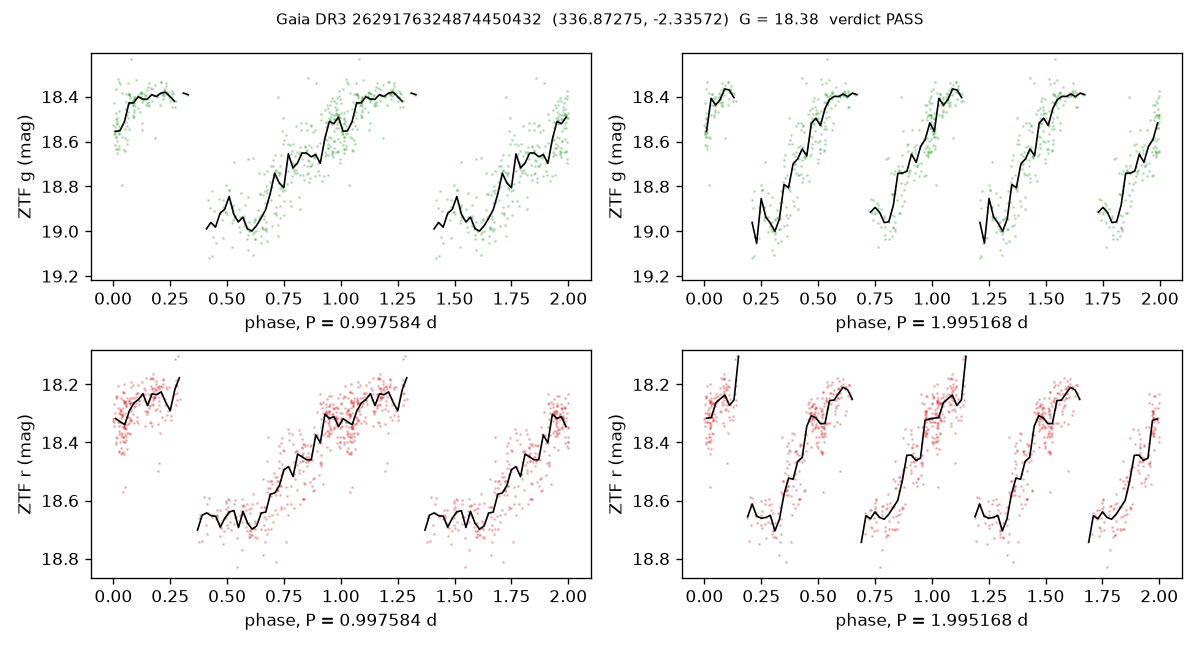 Gaia DR3 2629176324874450432 (336.87275, -2.33572) G = 18.38 verdict PASS
ZTF g (mag)
18.4
18.6
18.8
19.0
19.2
0.00 0.25 0.50 0.75 1.00 1.25 1.50 1.75 2.00
phase, P = 0.997584 d
ZTF g (mag)
18.4
18.6
18.8
19.0
19.2
0.00 0.25 0.50 0.75 1.00 1.25 1.50 1.75 2.00
phase, P = 1.995168 d
ZTF r (mag)
18.2
18.4
18.6
18.8
0.00 0.25 0.50 0.75 1.00 1.25 1.50 1.75 2.00
phase, P = 0.997584 d
ZTF r (mag)
18.2
18.4
18.6
18.8
0.00 0.25 0.50 0.75 1.00 1.25 1.50 1.75 2.00
phase, P = 1.995168 d